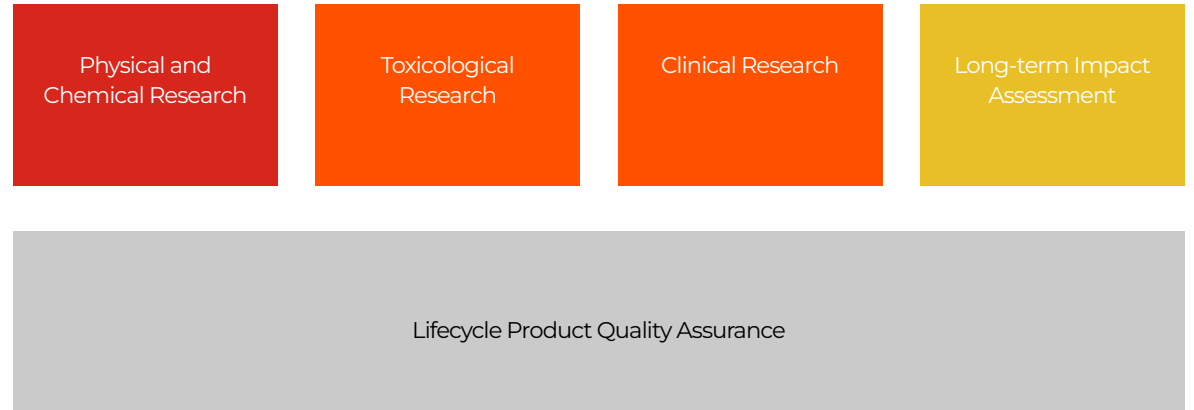 Physical and
Chemical Research
Toxicological
Research
Clinical Research
Long-term Impact
Assessment
Lifecycle Product Quality Assurance